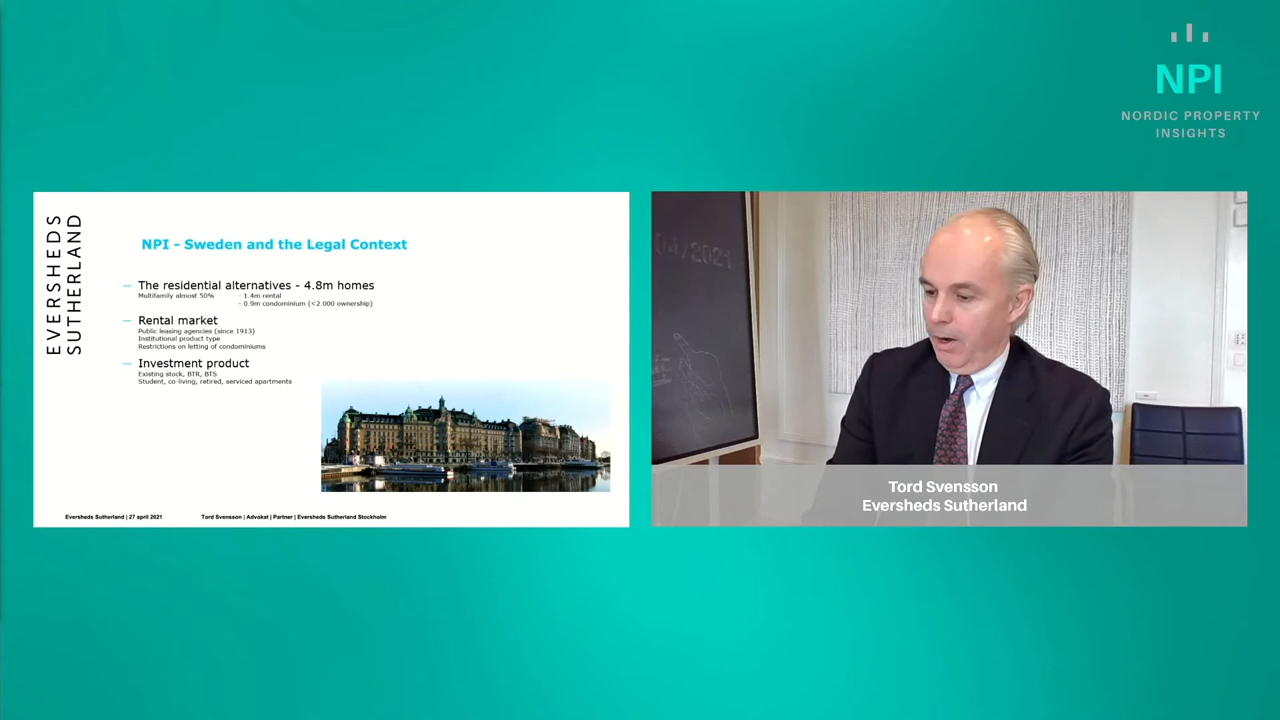 NPI
NORDIC PROPERTY
INSIGHTS
EVERSHEDS
SUTHERLAND
NPI - Sweden and the Legal Context
– The residential alternatives - 4.8m homes
Multifamily almost 50% - 1.4m rental
- 0.9m condominium (<2.000 ownership)
– Rental market
Public leasing agencies (since 1913)
Institutional product type
Restrictions on letting of condominiums
– Investment product
Existing stock, BTR, BTS
Student, co-living, retired, serviced apartments
Eversheds Sutherland | 27 april 2021 Tord Svensson | Advokat | Partner | Eversheds Sutherland Stockholm
04/2021
Tord Svensson
Eversheds Sutherland